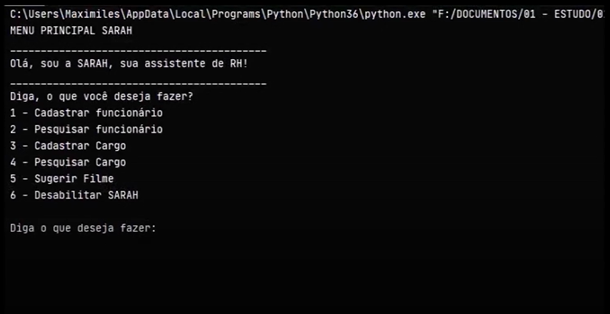 C:\Users\Maximiles\AppData\Local\Programs\Python\Python36\python.exe "F:/DOCUMENTOS/01 - ESTUDO/0
MENU PRINCIPAL SARAH
________________________________________
Olá, sou a SARAH, sua assistente de RH!
________________________________________
Diga, o que você deseja fazer?
1 - Cadastrar funcionário
2 - Pesquisar funcionário
3 - Cadastrar Cargo
4 - Pesquisar Cargo
5 - Sugerir Filme
6 - Desabilitar SARAH
Diga o que deseja fazer: